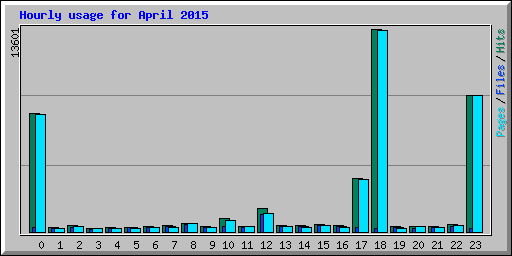 Hourly usage for April 2015
13601
Pages/Files/Hits
0 1 2 3 4 5 6 7 8 9 10 11 12 13 14 15 16 17 18 19 20 21 22 23